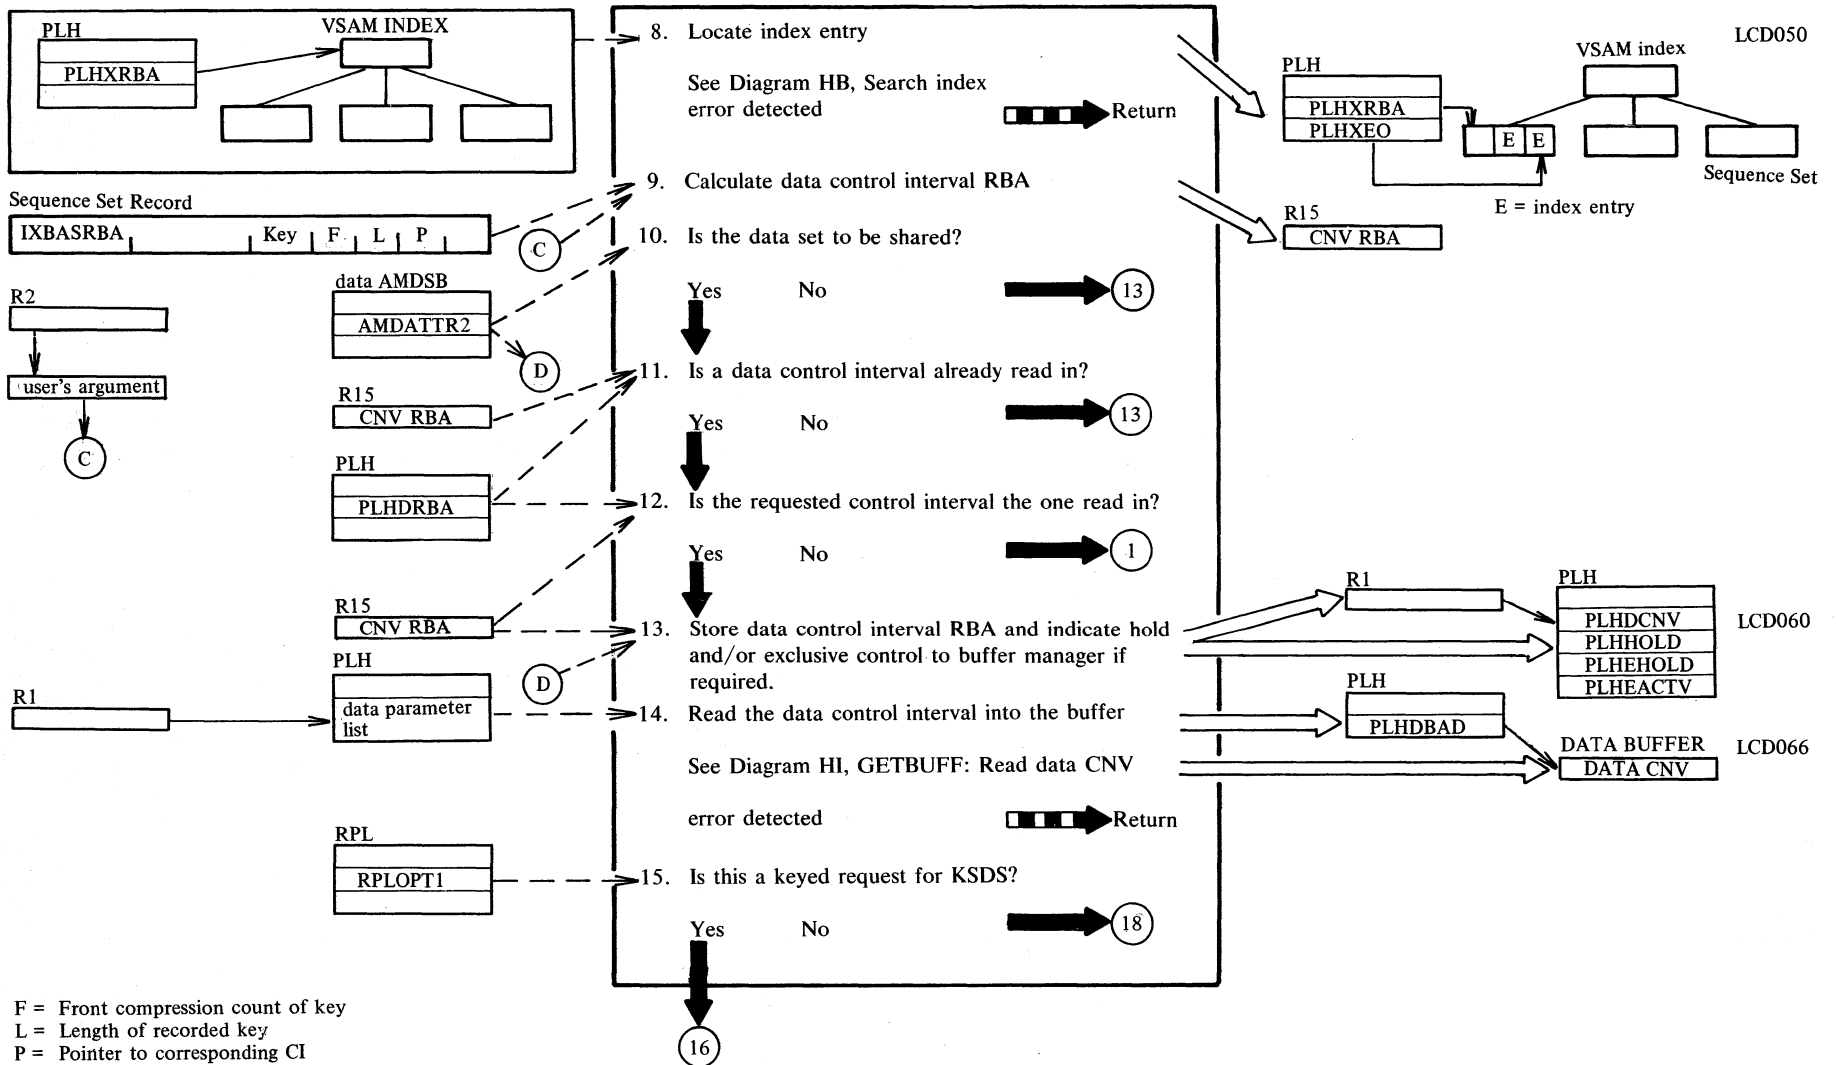 PLH
PLHXRBA
VSAM INDEX
Sequence Set Record
IXBASRBA Key F L P
R2
user's argument
C
C
data AMDSB
AMDATTR2
D
R15
CNV RBA
PLH
PLHDRBA
R15
CNV RBA
PLH
data parameter
list
D
R1
RPL
RPLOPT1
8. Locate index entry
See Diagram HB, Search index
error detected
Return
9. Calculate data control interval RBA
10. Is the data set to be shared?
Yes No 13
11. Is a data control interval already read in?
Yes No 13
12. Is the requested control interval the one read in?
Yes No 1
13. Store data control interval RBA and indicate hold
and/or exclusive control to buffer manager if
required.
14. Read the data control interval into the buffer
See Diagram HI, GETBUFF: Read data CNV
error detected
Return
15. Is this a keyed request for KSDS?
Yes No 18
16
LCD050
PLH
PLHXRBA
PLHXEO
VSAM index
E E
Sequence Set
E = index entry
R15
CNV RBA
R1
PLH
PLHDCNV
PLHHOLD
PLHEHOLD
PLHEACTV
LCD060
PLH
PLHDBAD
DATA BUFFER
DATA CNV
LCD066
F = Front compression count of key
L = Length of recorded key
P = Pointer to corresponding CI